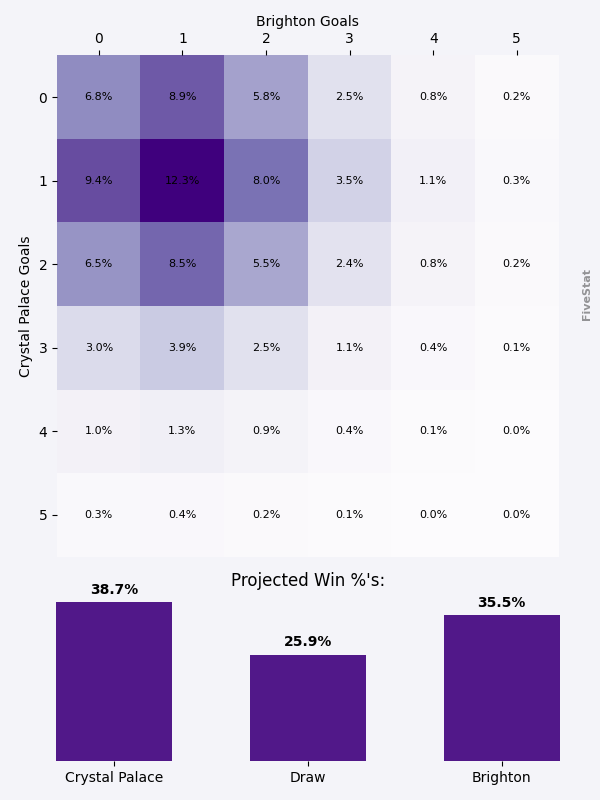 Brighton Goals
0 1 2 3 4 5
0 6.8% 8.9% 5.8% 2.5% 0.8% 0.2%
1 9.4% 12.3% 8.0% 3.5% 1.1% 0.3%
2 6.5% 8.5% 5.5% 2.4% 0.8% 0.2%
3 3.0% 3.9% 2.5% 1.1% 0.4% 0.1%
4 1.0% 1.3% 0.9% 0.4% 0.1% 0.0%
5 0.3% 0.4% 0.2% 0.1% 0.0% 0.0%
Crystal Palace Goals
FiveStat
Projected Win %'s:
38.7% 25.9% 35.5%
Crystal Palace Draw Brighton